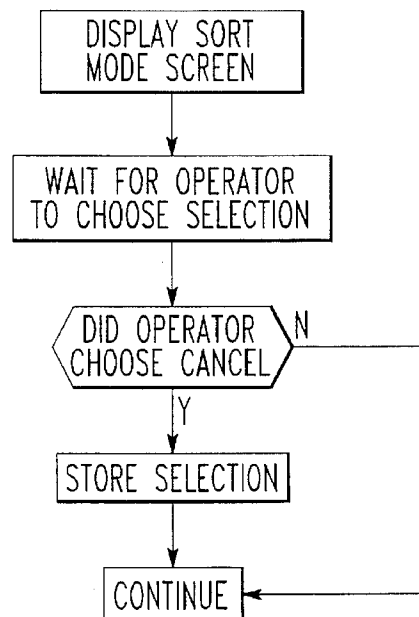 DISPLAY SORT
MODE SCREEN
WAIT FOR OPERATOR
TO CHOOSE SELECTION
DID OPERATOR
CHOOSE CANCEL
N
Y
STORE SELECTION
CONTINUE